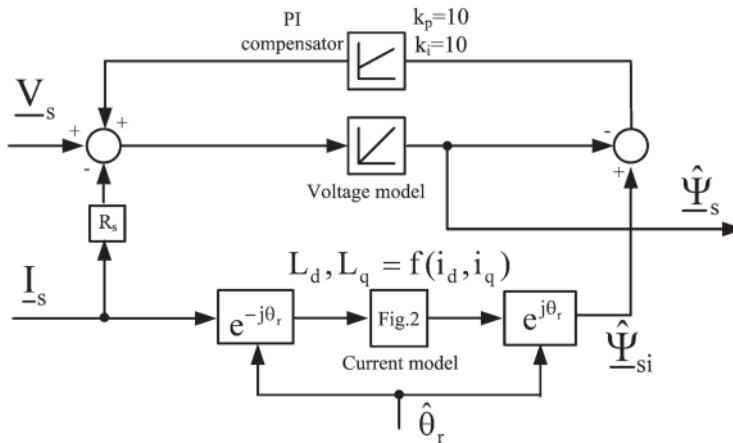 PI
compensator
k_p=10
k_i=10
V_s
+
+
-
-
+
Voltage model
Ψ̂_s
R_s
I_s
L_d, L_q = f(i_d, i_q)
e^{-jθ_r}
Fig.2
e^{jθ_r}
Current model
Ψ̂_{si}
θ̂_r